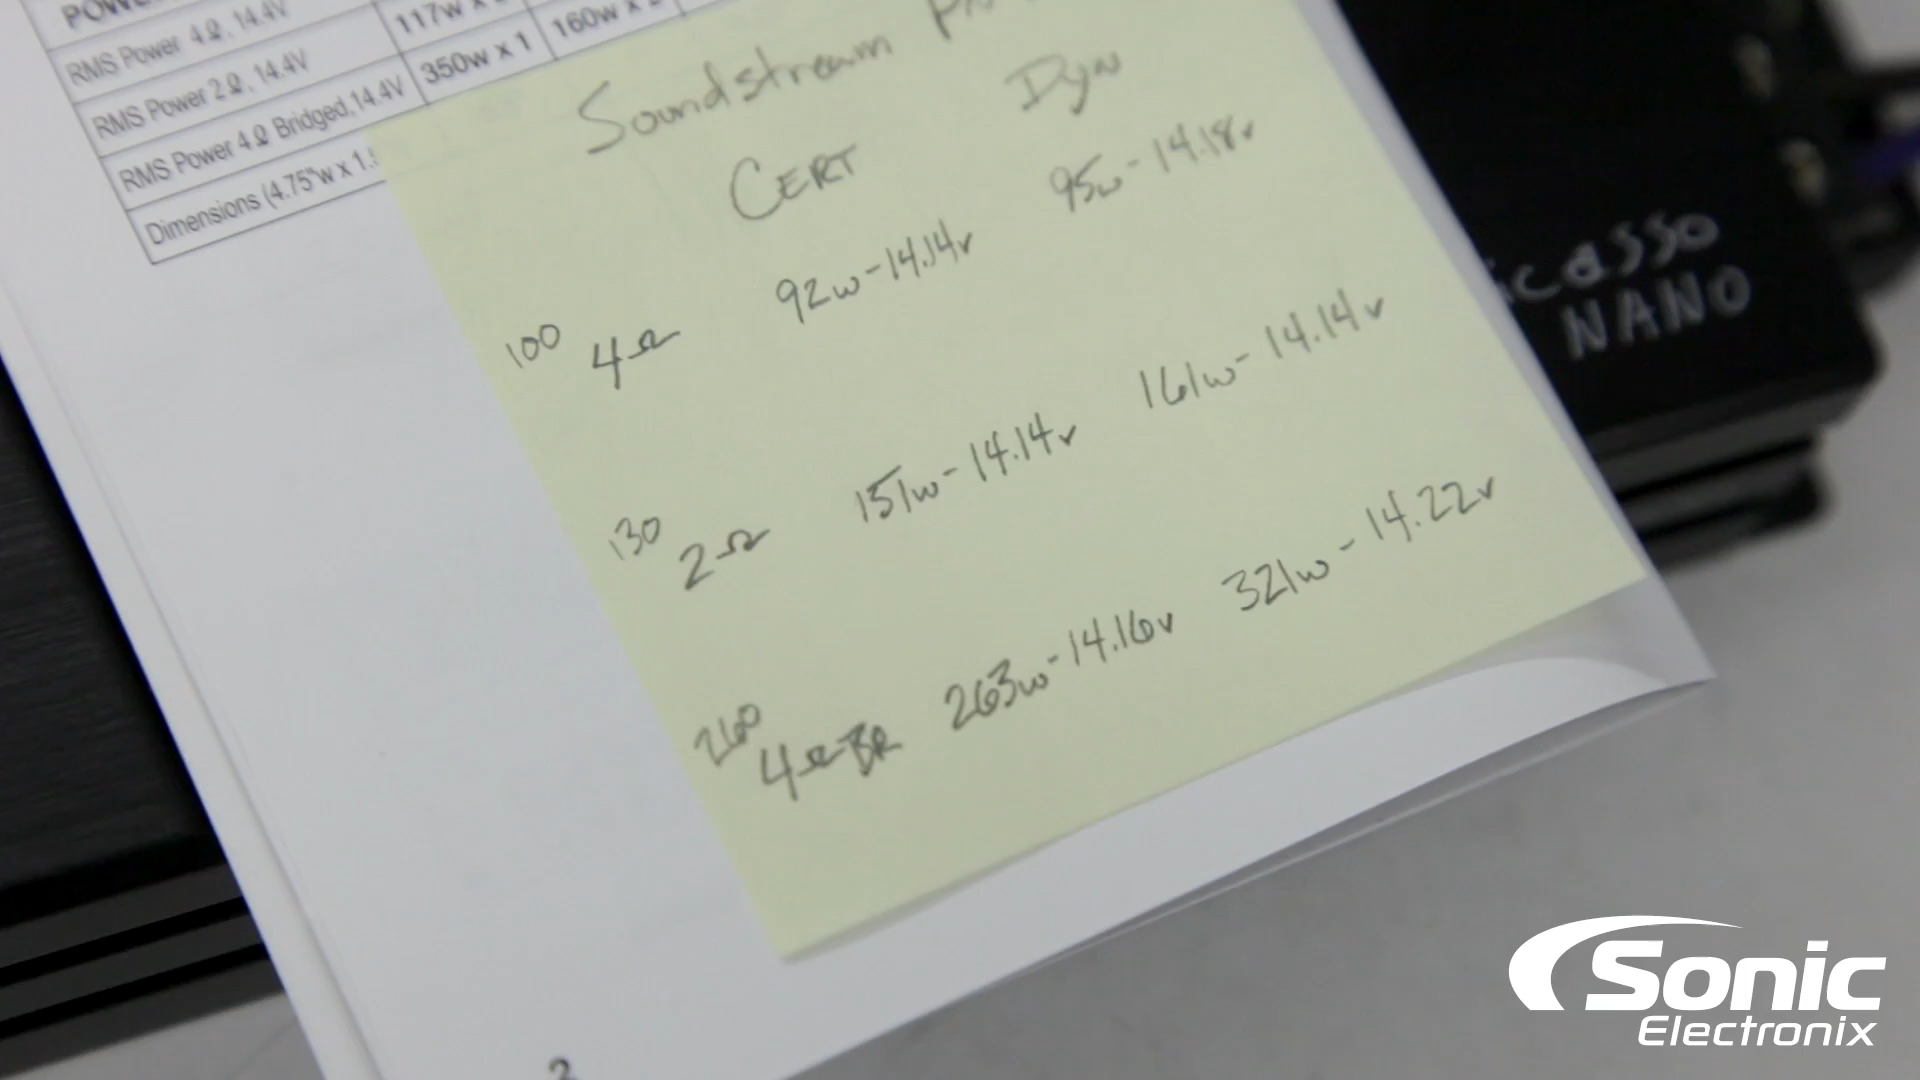 RMS Power 4Ω, 14.4V 117w x
RMS Power 2Ω, 14.4V 350w x 1 160w x
RMS Power 4Ω Bridged,14.4V
Dimensions (4.75"w x 1.
Soundstream
CERT Dyn
100 4Ω 92w-14.14v 95w-14.18v
130 2Ω 151w-14.14v 161w-14.14v
260 4Ω BR 263w-14.16v 321w-14.22v
icasso
NANO
Sonic
Electronix